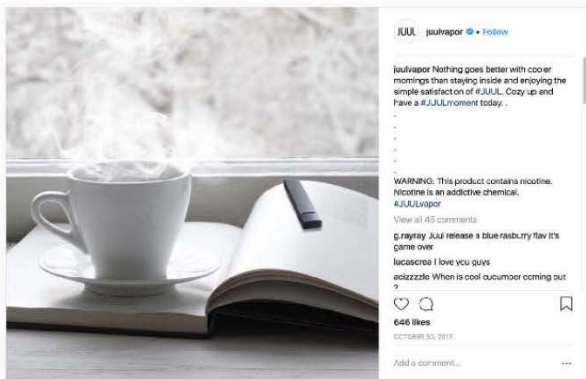 JUUL juulvapor • Follow
juulvapor Nothing goes better with cooler
mornings than staying inside and enjoying the
simple satisfaction of #JUUL. Cozy up and
have a #JUULmoment today. .
.
.
.
.
.
.
WARNING: This product contains nicotine.
Nicotine is an addictive chemical.
#JUULvapor
View all 45 comments
g.rayray Juul release a blue rasburry flav it's
game over
lucascrea I love you guys
acizzzzle When is cool cucumber coming out
?
646 likes
OCTOBER 30, 2017
Add a comment...